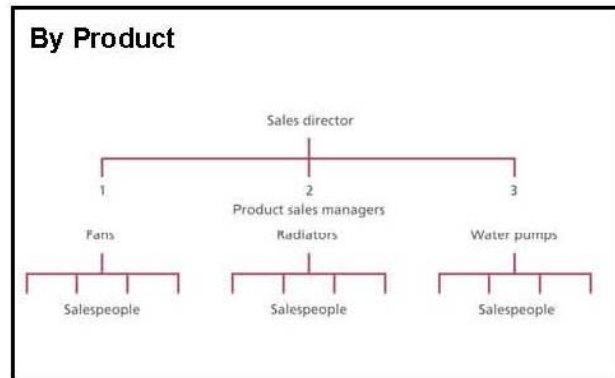 By Product
Sales director
1 2 3
Product sales managers
Fans Radiators Water pumps
Salespeople Salespeople Salespeople